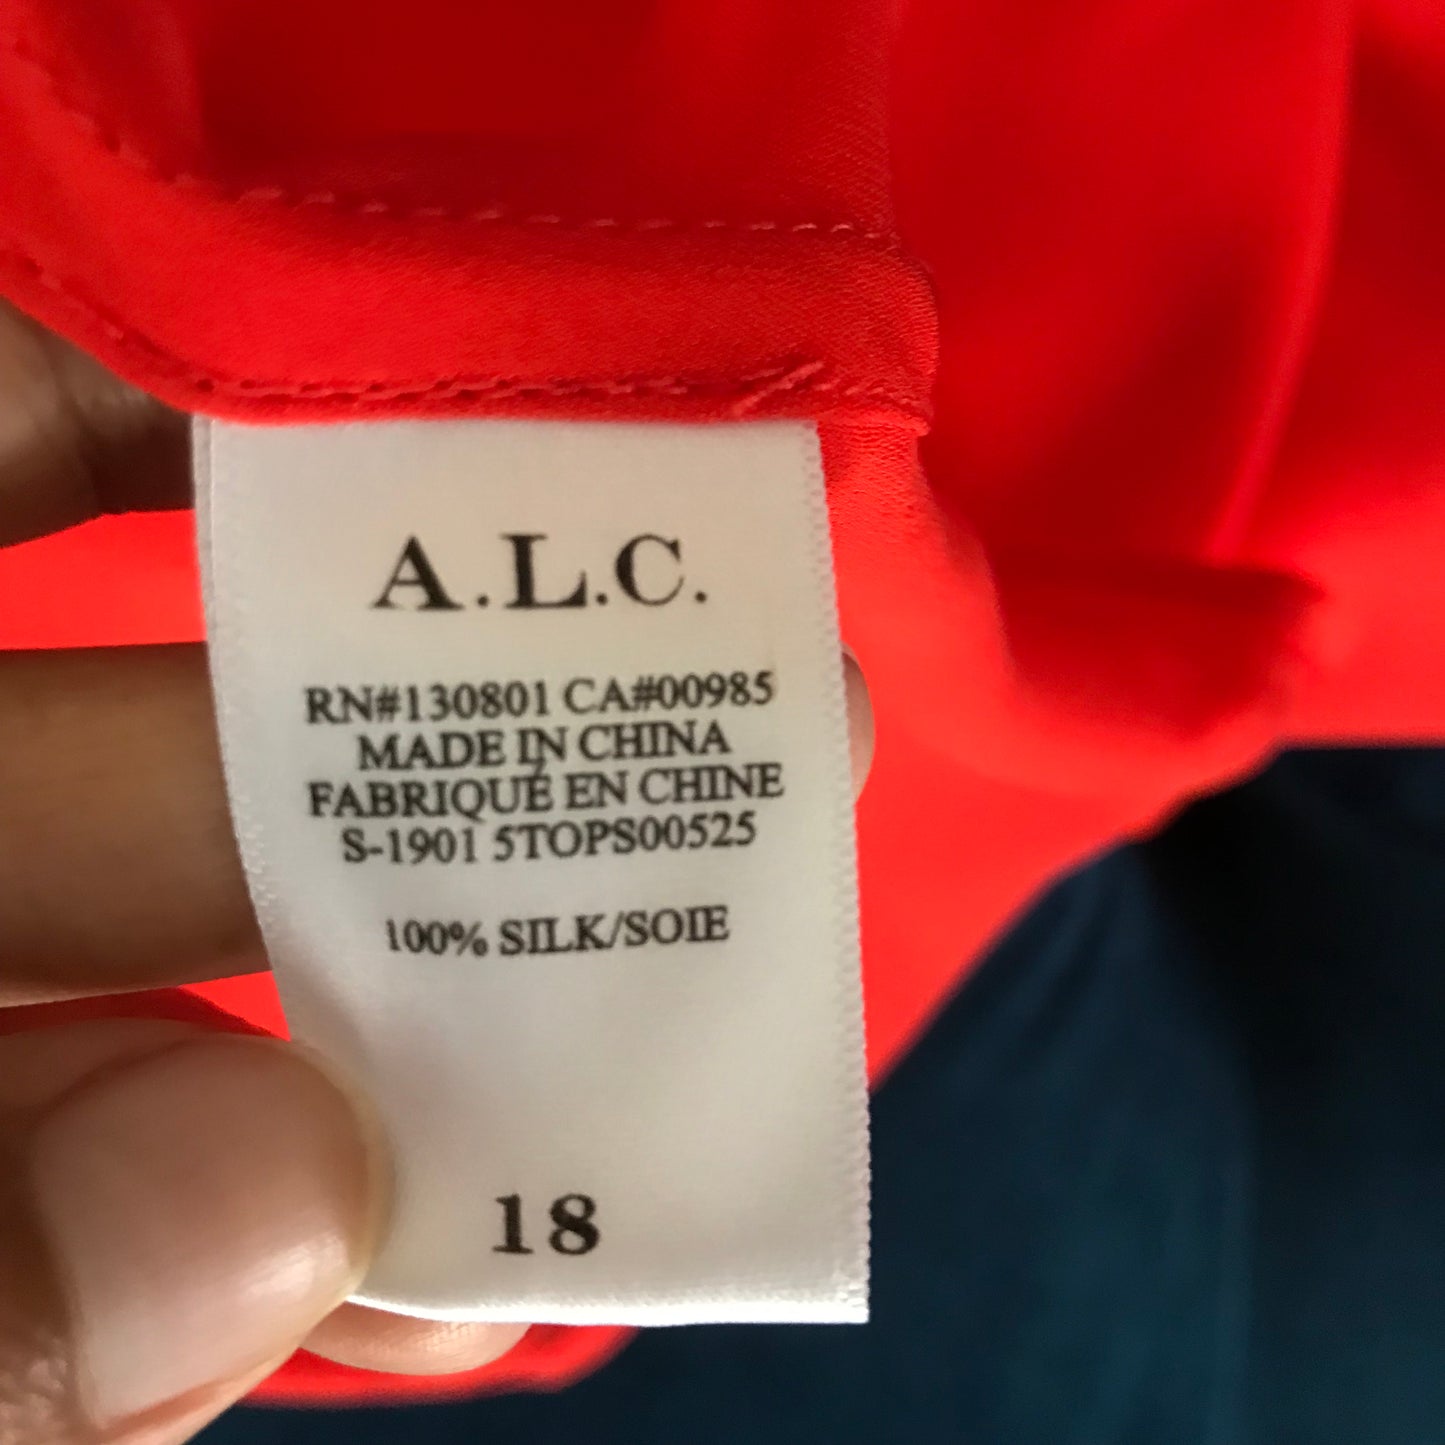 A.L.C.
RN#130801 CA#00985
MADE IN CHINA
FABRIQUÉ EN CHINE
S-1901 5TOPS00525
100% SILK/SOIE
18